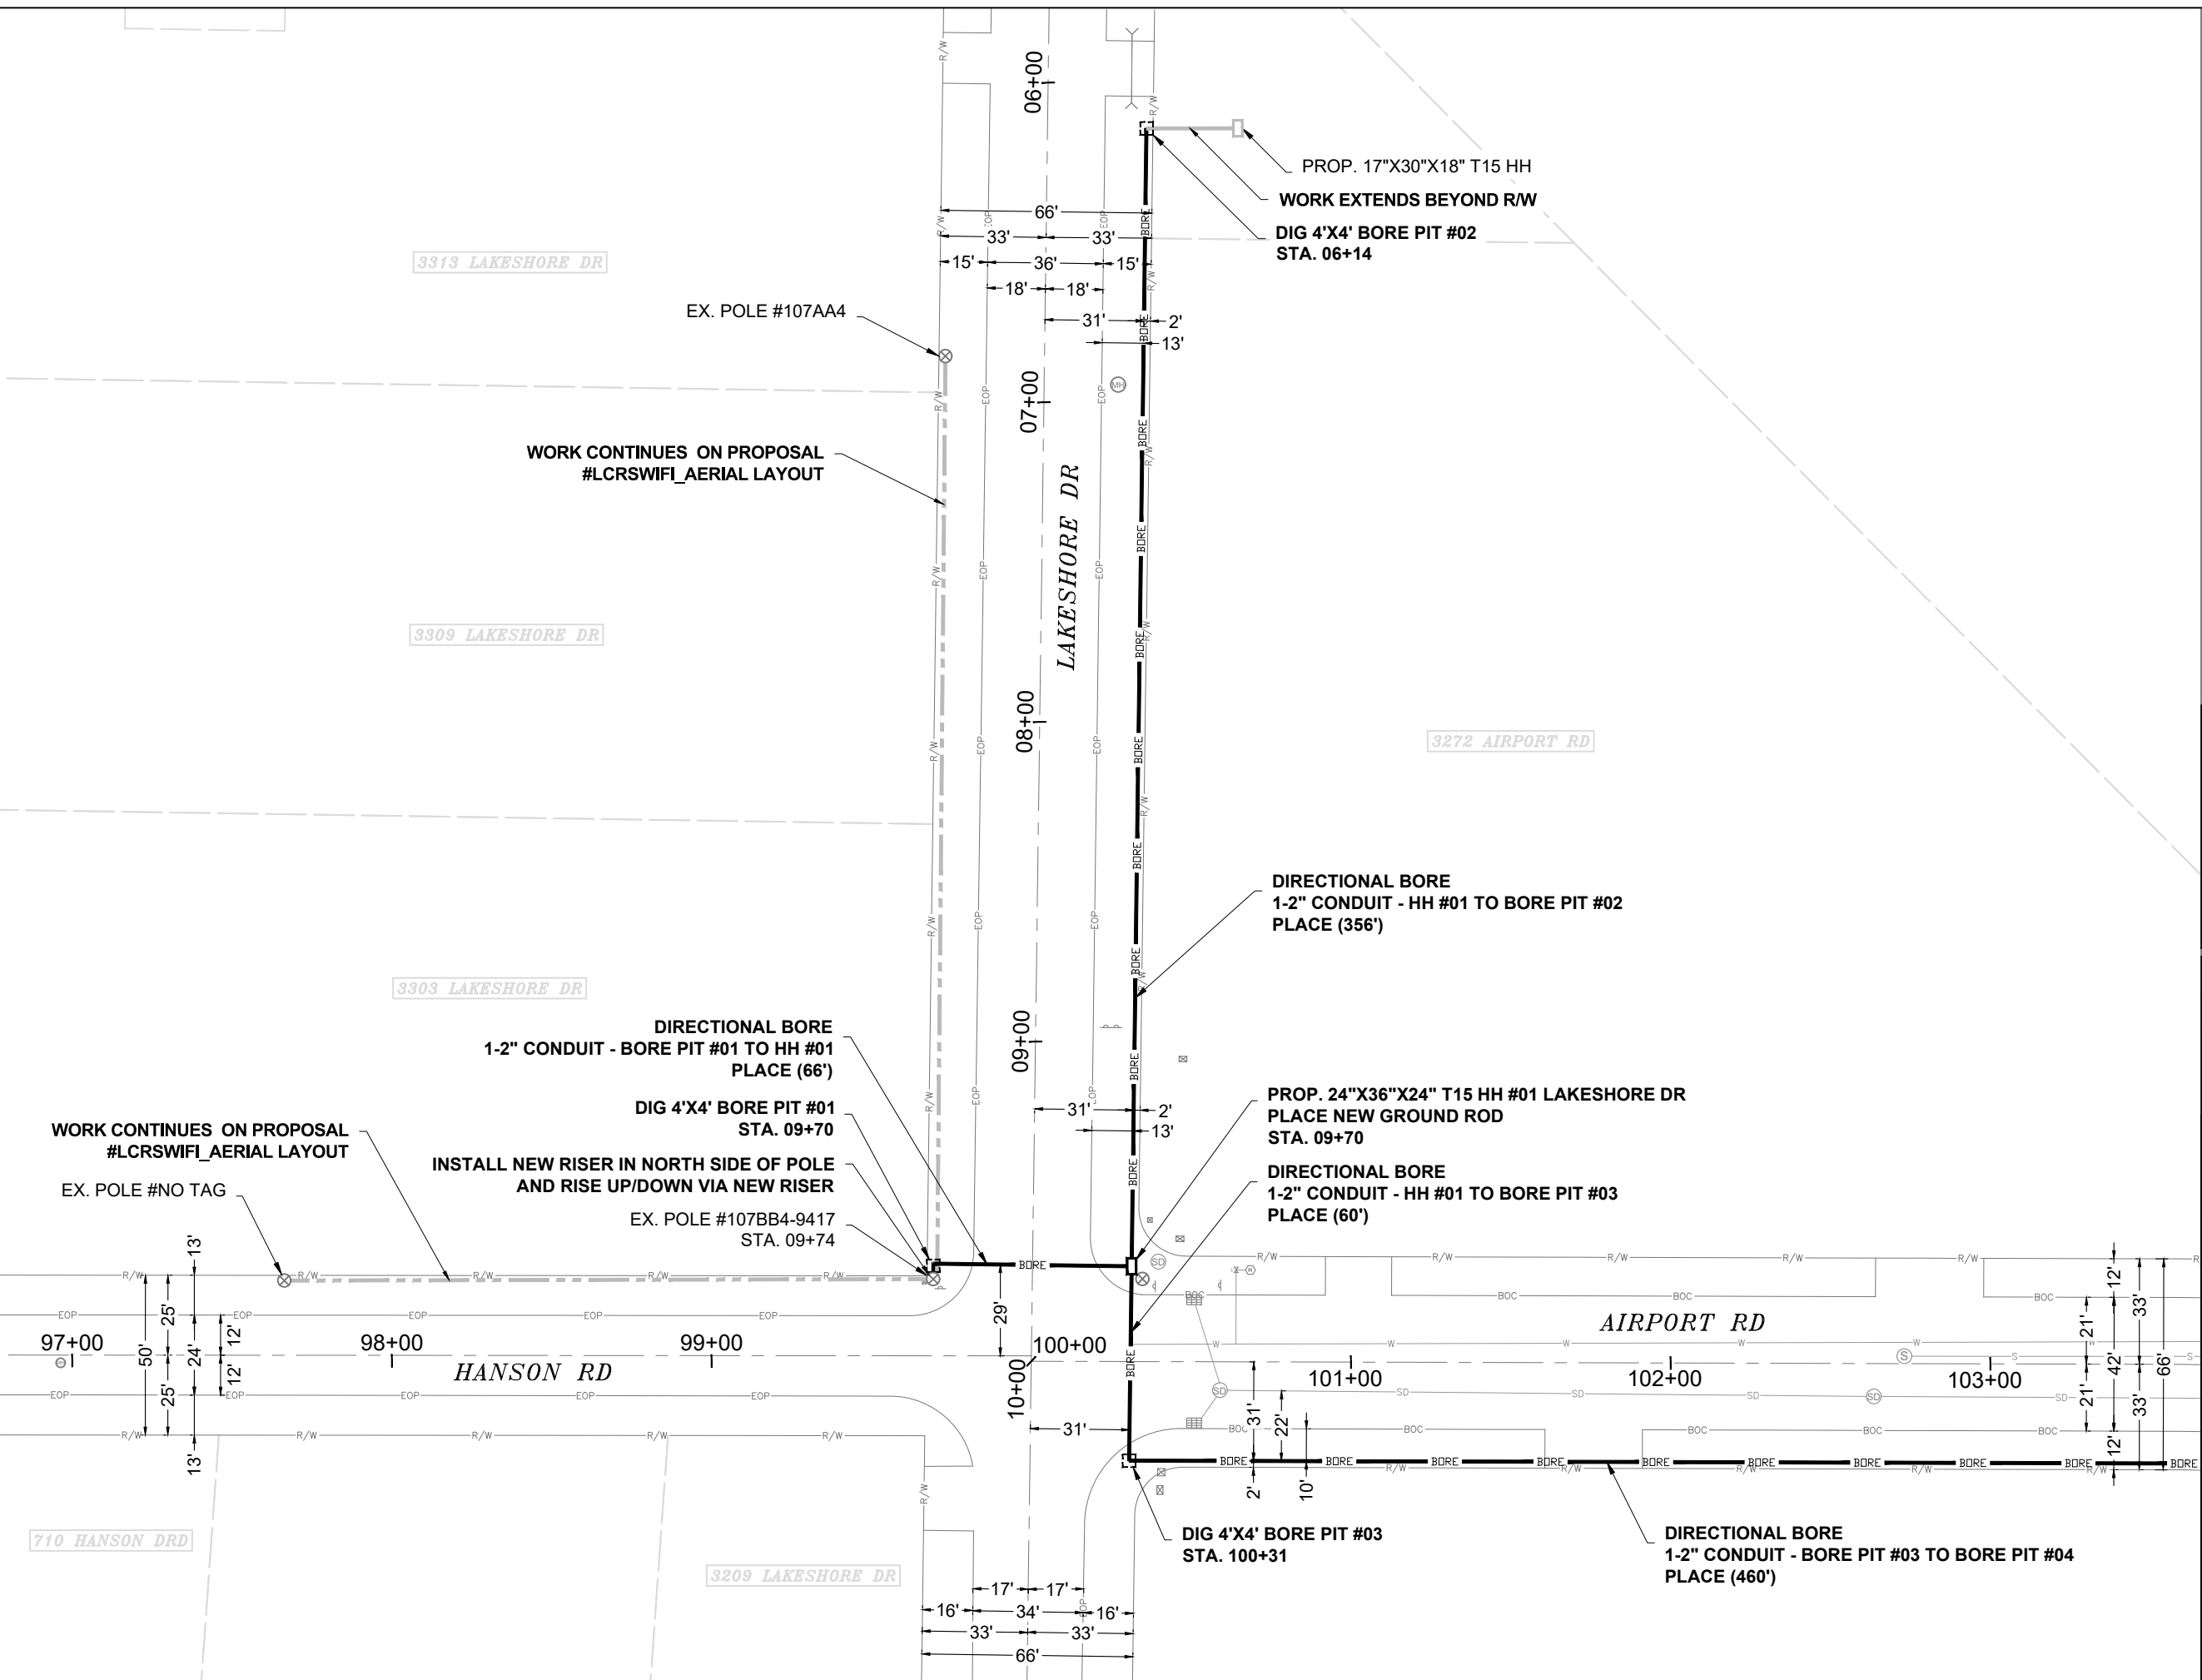 06+00
PROP. 17"X30"X18" T15 HH
WORK EXTENDS BEYOND R/W
DIG 4'X4' BORE PIT #02
STA. 06+14
66'
33'
33'
15'
36'
15'
18'
18'
31'
2'
13'
3313 LAKESHORE DR
EX. POLE #107AA4
MH
07+00
WORK CONTINUES ON PROPOSAL
#LCRSWIFI_AERIAL LAYOUT
LAKESHORE DR
3309 LAKESHORE DR
08+00
3272 AIRPORT RD
DIRECTIONAL BORE
1-2" CONDUIT - HH #01 TO BORE PIT #02
PLACE (356')
3303 LAKESHORE DR
09+00
DIRECTIONAL BORE
1-2" CONDUIT - BORE PIT #01 TO HH #01
PLACE (66')
DIG 4'X4' BORE PIT #01
STA. 09+70
INSTALL NEW RISER IN NORTH SIDE OF POLE
AND RISE UP/DOWN VIA NEW RISER
EX. POLE #107BB4-9417
STA. 09+74
31'
2'
13'
PROP. 24"X36"X24" T15 HH #01 LAKESHORE DR
PLACE NEW GROUND ROD
STA. 09+70
DIRECTIONAL BORE
1-2" CONDUIT - HH #01 TO BORE PIT #03
PLACE (60')
WORK CONTINUES ON PROPOSAL
#LCRSWIFI_AERIAL LAYOUT
EX. POLE #NO TAG
R/W
EOP
BORE
BOC
W
SD
S
13'
25'
50'
25'
24'
12'
12'
13'
29'
97+00
98+00
99+00
100+00
10+00
101+00
102+00
103+00
HANSON RD
AIRPORT RD
12'
33'
21'
42'
66'
21'
33'
12'
31'
31'
22'
2'
10'
DIG 4'X4' BORE PIT #03
STA. 100+31
DIRECTIONAL BORE
1-2" CONDUIT - BORE PIT #03 TO BORE PIT #04
PLACE (460')
710 HANSON DRD
3209 LAKESHORE DR
17'
17'
16'
34'
16'
33'
33'
66'